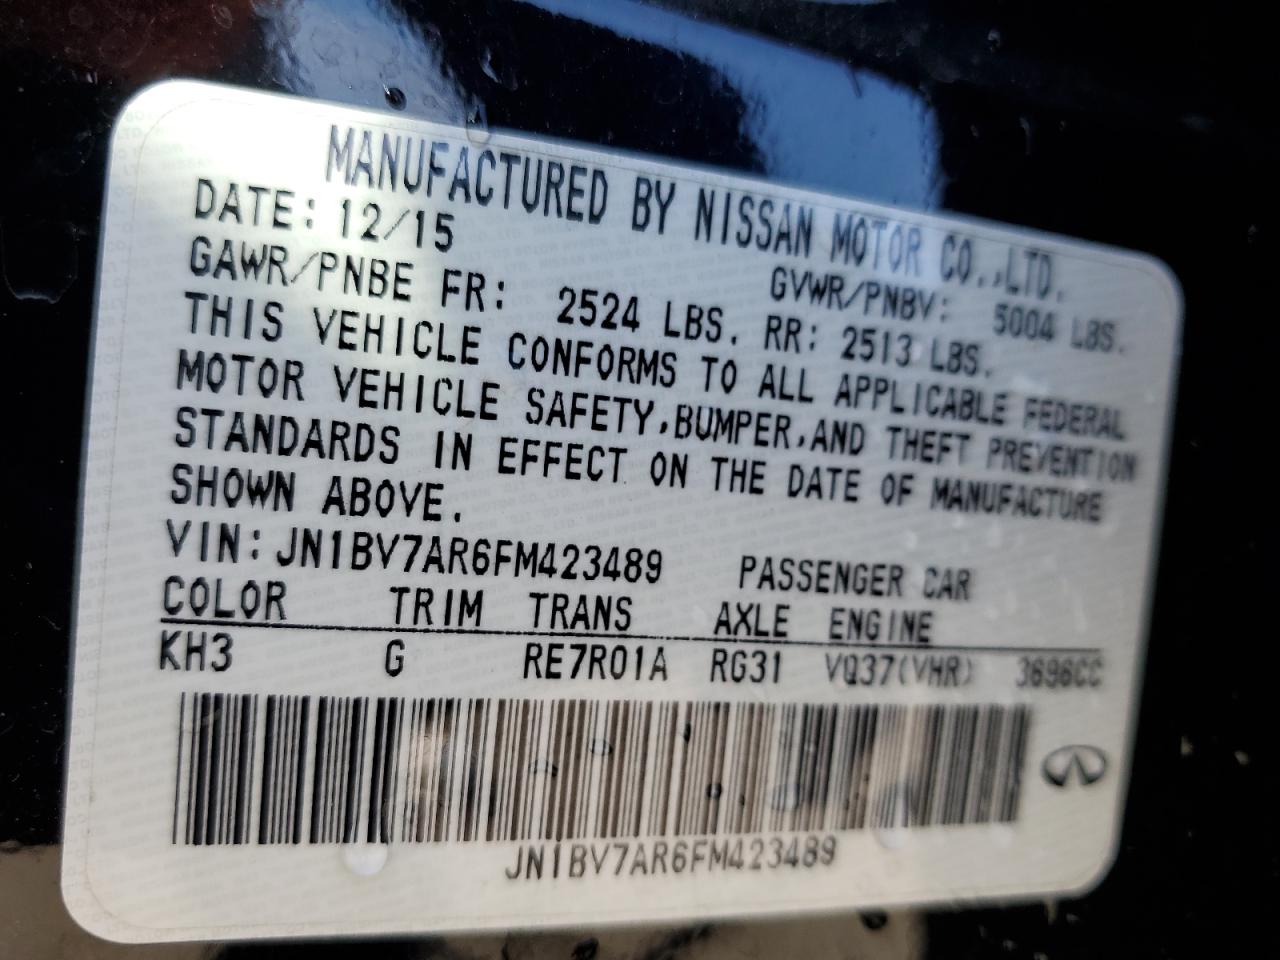 MANUFACTURED BY NISSAN MOTOR CO.,LTD.
DATE: 12/15 GVWR/PNBV: 5004 LBS.
GAWR/PNBE FR: 2524 LBS. RR: 2513 LBS.
THIS VEHICLE CONFORMS TO ALL APPLICABLE FEDERAL
MOTOR VEHICLE SAFETY,BUMPER,AND THEFT PREVENTION
STANDARDS IN EFFECT ON THE DATE OF MANUFACTURE
SHOWN ABOVE.
VIN: JN1BV7AR6FM423489 PASSENGER CAR
COLOR TRIM TRANS AXLE ENGINE
KH3 G RE7R01A RG31 VQ37(VHR) 3696CC
JN1BV7AR6FM423489